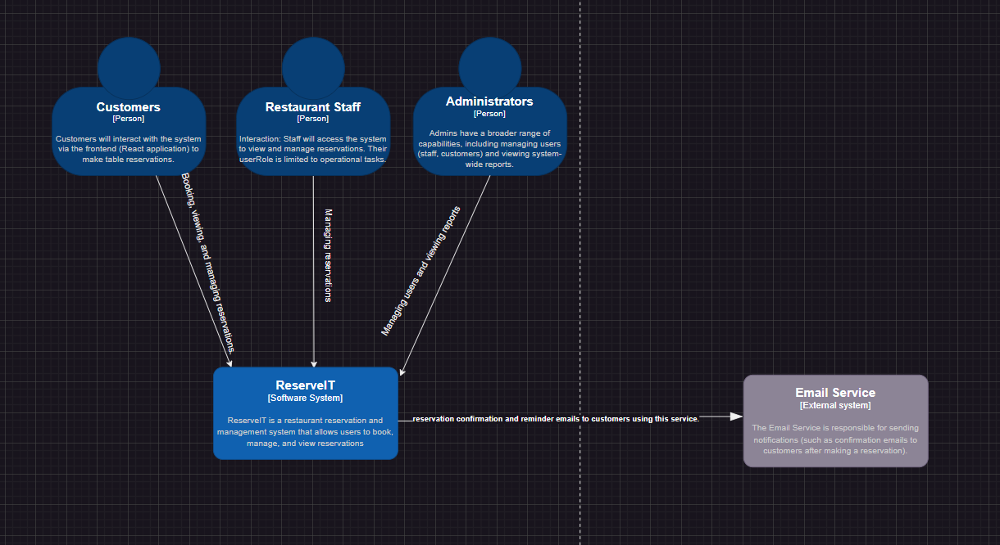 Customers
[Person]
Customers will interact with the system
via the frontend (React application) to
make table reservations.
Restaurant Staff
[Person]
Interaction: Staff will access the system
to view and manage reservations. Their
userRole is limited to operational tasks.
Administrators
[Person]
Admins have a broader range of
capabilities, including managing users
(staff, customers) and viewing system-
wide reports.
Booking, viewing, and managing reservations.
Managing reservations
Managing users and viewing reports
ReserveIT
[Software System]
ReserveIT is a restaurant reservation and
management system that allows users to book,
manage, and view reservations
reservation confirmation and reminder emails to customers using this service.
Email Service
[External system]
The Email Service is responsible for sending
notifications (such as confirmation emails to
customers after making a reservation).